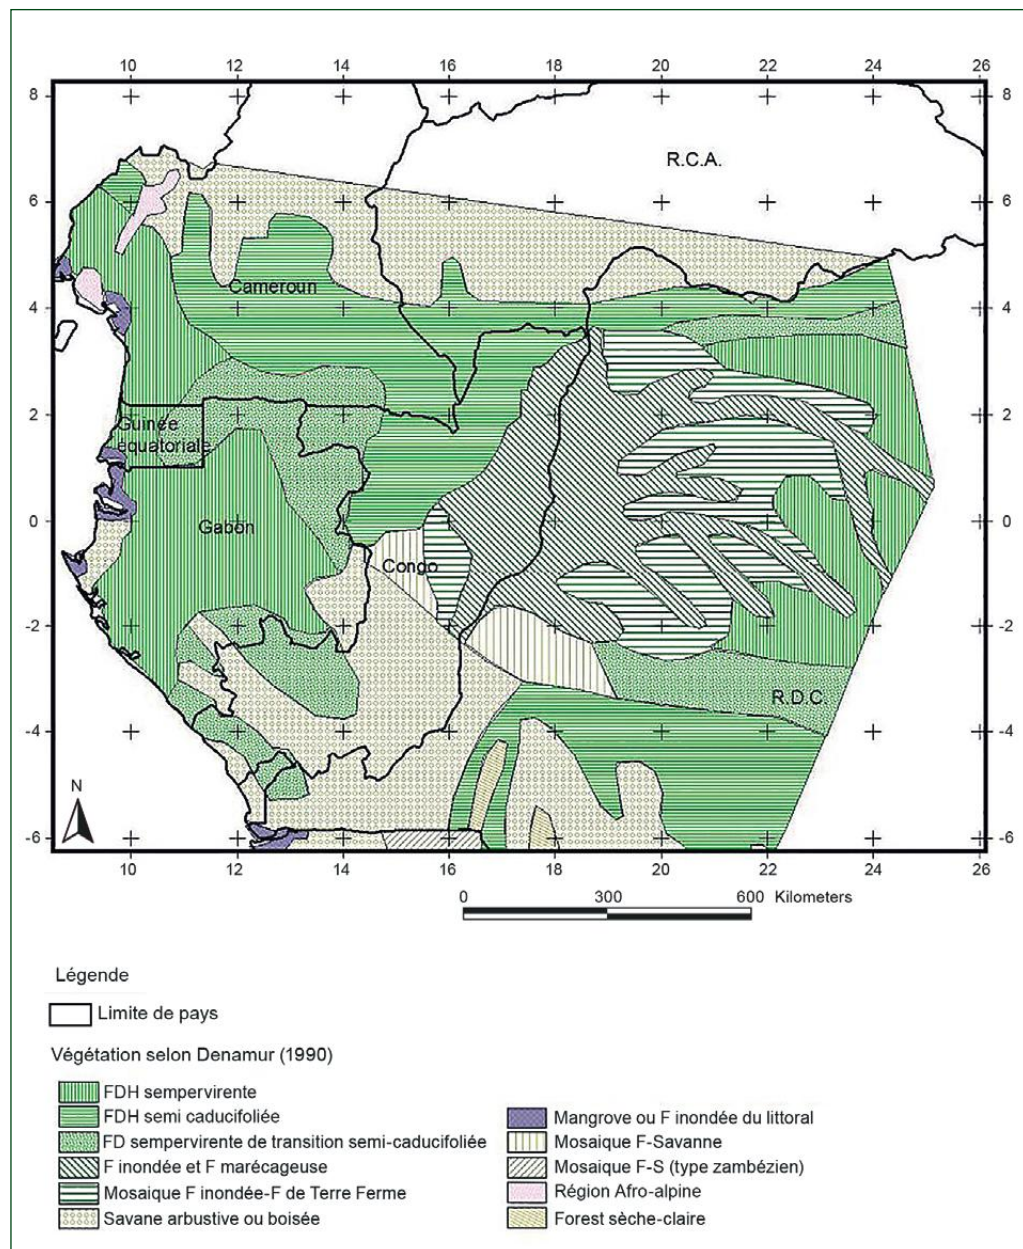 10 12 14 16 18 20 22 24 26
8 8
R.C.A.
6 6
Cameroun
4 4
2 2
Guinée
équatoriale
Gabon
0 0
Congo
-2 -2
R.D.C.
-4 -4
N
-6 -6
10 12 14 16 18 20 22 24 26
0 300 600 Kilometers
Légende
Limite de pays
Végétation selon Denamur (1990)
FDH sempervirente
FDH semi caducifoliée
FD sempervirente de transition semi-caducifoliée
F inondée et F marécageuse
Mosaique F inondée-F de Terre Ferme
Savane arbustive ou boisée
Mangrove ou F inondée du littoral
Mosaique F-Savanne
Mosaique F-S (type zambézien)
Région Afro-alpine
Forest sèche-claire